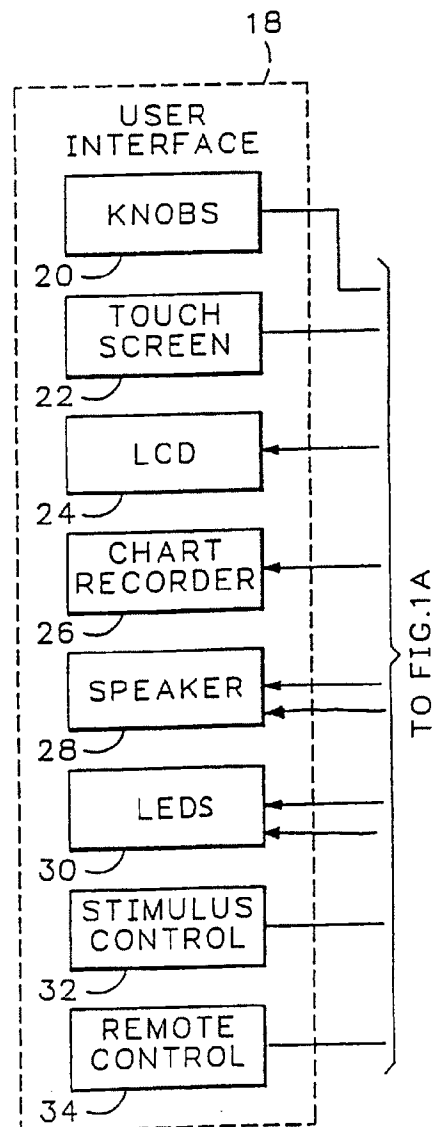 18
USER
INTERFACE
KNOBS
20
TOUCH
SCREEN
22
LCD
24
CHART
RECORDER
26
SPEAKER
28
LEDS
30
STIMULUS
CONTROL
32
REMOTE
CONTROL
34
TO FIG.1A